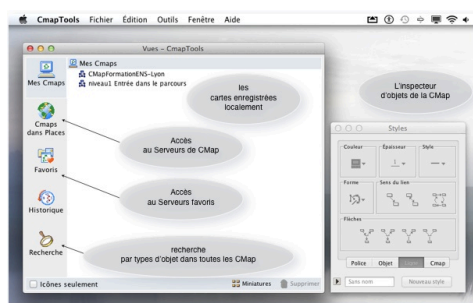 CmapTools Fichier Édition Outils Fenêtre Aide
Vues – CmapTools
Mes Cmaps
Mes Cmaps
CMapFormationENS-Lyon
niveau1 Entrée dans le parcours
les
cartes enregistrées
localement
L'inspecteur
d'objets de la CMap
Cmaps
dans Places
Accès
au Serveurs de CMap
Favoris
Accès
au Serveurs favoris
Historique
Recherche
recherche
par types d'objet dans toutes les CMap
Icônes seulement
Miniatures
Supprimer
Styles
Couleur
Épaisseur
Style
Forme
Sens du lien
Flèches
Police
Objet
Cmap
Sans nom
Nouveau style